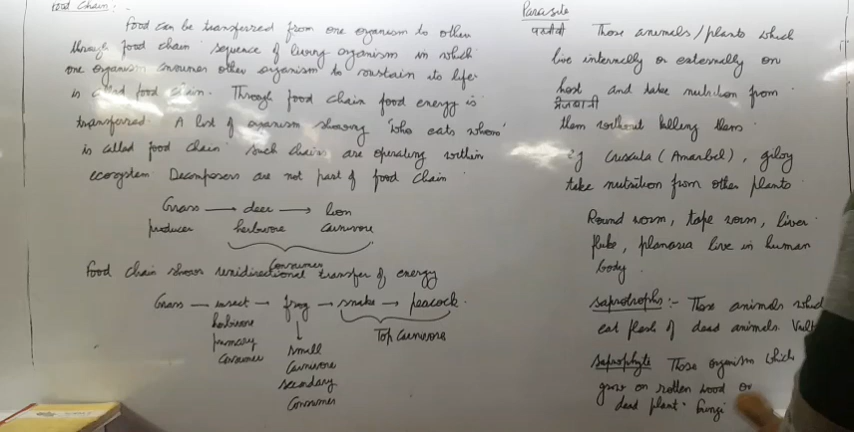 Food Chain:
Food can be transferred from one organism to other
through food chain sequence of living organism in which
one organism consumes other organism to sustain its life
is called food chain. Through food chain food energy is
transferred. A list of organism showing 'who eats whom'
is called food chain. Such chains are operating within
ecosystem. Decomposers are not part of food chain
Grass → deer → lion
producer herbivore carnivore
Consumer
Food chain shows unidirectional transfer of energy
Grass → insect → frog → snake → peacock
herbivore
primary
Consumer
small
Carnivore
secondary
Consumer
Top Carnivore
Parasite
परजीवी
Those animals/plants which
live internally or externally on
host and take nutrition from
मेजबानी
them without killing them
eg Cuscuta (Amarbel), giloy
take nutrition from other plants
Round worm, tape worm, liver
fluke, planaria live in human
body.
Saprotrophs:- Those animals which
eat flesh of dead animals. Vult
Saprophyte Those organism which
grow on rotten wood or
dead plant. fungi